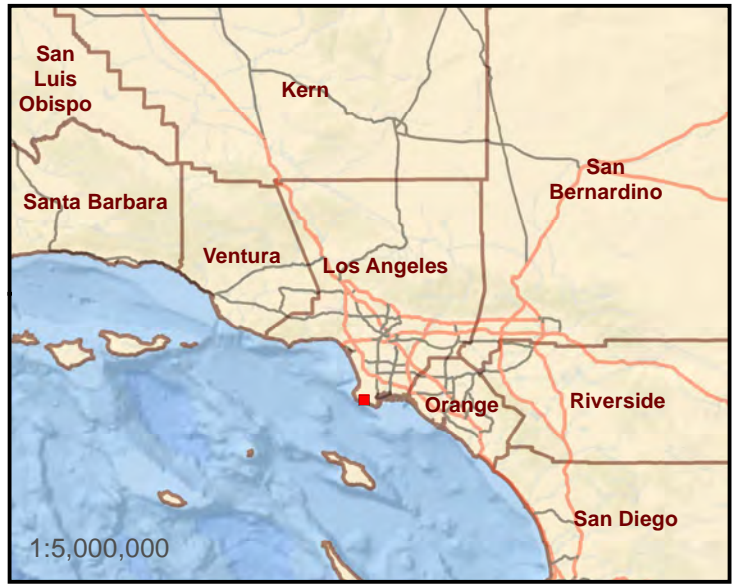 San
Luis
Obispo
Kern
San
Bernardino
Santa Barbara
Ventura
Los Angeles
Orange
Riverside
San Diego
1:5,000,000